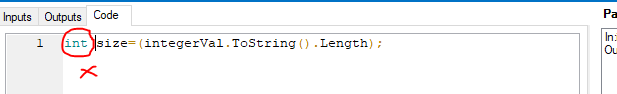 Inputs Outputs Code
Pa
1 int size=(integerVal.ToString().Length);
In:
Ou